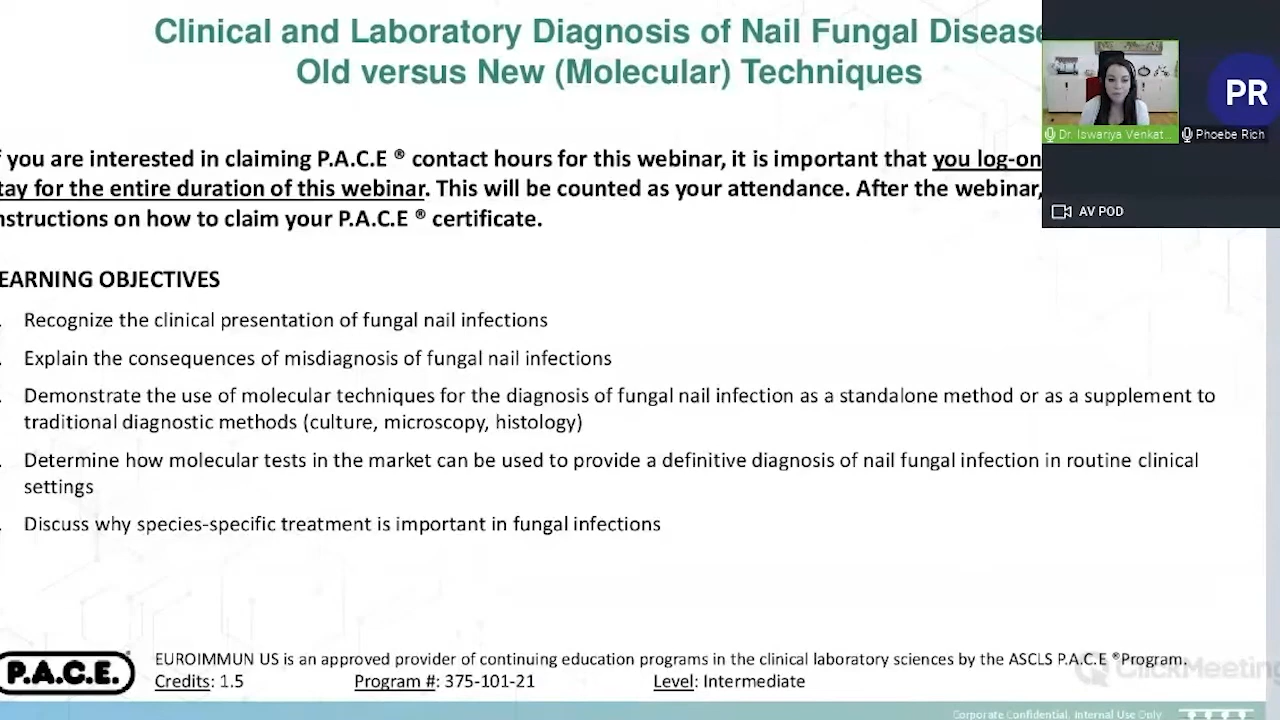 Clinical and Laboratory Diagnosis of Nail Fungal Disease
Old versus New (Molecular) Techniques
f you are interested in claiming P.A.C.E ® contact hours for this webinar, it is important that you log-on
tay for the entire duration of this webinar. This will be counted as your attendance. After the webinar,
nstructions on how to claim your P.A.C.E ® certificate.
EARNING OBJECTIVES
. Recognize the clinical presentation of fungal nail infections
. Explain the consequences of misdiagnosis of fungal nail infections
. Demonstrate the use of molecular techniques for the diagnosis of fungal nail infection as a standalone method or as a supplement to
traditional diagnostic methods (culture, microscopy, histology)
. Determine how molecular tests in the market can be used to provide a definitive diagnosis of nail fungal infection in routine clinical
settings
. Discuss why species-specific treatment is important in fungal infections
PR
Dr. Iswariya Venkat...
Phoebe Rich
AV POD
P.A.C.E.®
EUROIMMUN US is an approved provider of continuing education programs in the clinical laboratory sciences by the ASCLS P.A.C.E ®Program.
Credits: 1.5 Program #: 375-101-21 Level: Intermediate
ClickMeeting
Corporate Confidential, Internal Use Only